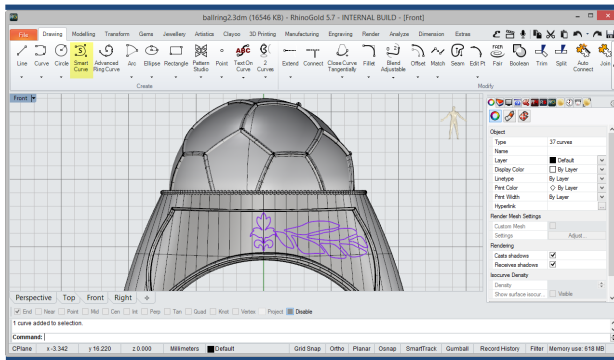 ballring2.3dm (16546 KB) - RhinoGold 5.7 - INTERNAL BUILD - [Front]
File Drawing Modelling Transform Gems Jewellery Artistics Clayoo 3D Printing Manufacturing Engraving Render Analyze Dimension Extras
Line Curve Circle Smart Curve Advanced Ring Curve Arc Ellipse Rectangle Pattern Studio Point Text On Curve 2 Curves Extend Connect Close Curve Tangentially Fillet Blend Adjustable Offset Match Seam Edit Pt Fair Boolean Trim Split Auto Connect Join
Create Modify
Front
Object
Type 37 curves
Name
Layer Default
Display Color By Layer
Linetype By Layer
Print Color By Layer
Print Width By Layer
Hyperlink
Render Mesh Settings
Custom Mesh
Settings Adjust...
Rendering
Casts shadows
Receives shadows
Isocurve Density
Density
Show surface isocur... Visible
Perspective Top Front Right
End Near Point Mid Cen Int Perp Tan Quad Knot Vertex Project Disable
1 curve added to selection.
Command:
CPlane x -3.342 y 16.220 z 0.000 Millimeters Default Grid Snap Ortho Planar Osnap SmartTrack Gumball Record History Filter Memory use: 618 MB